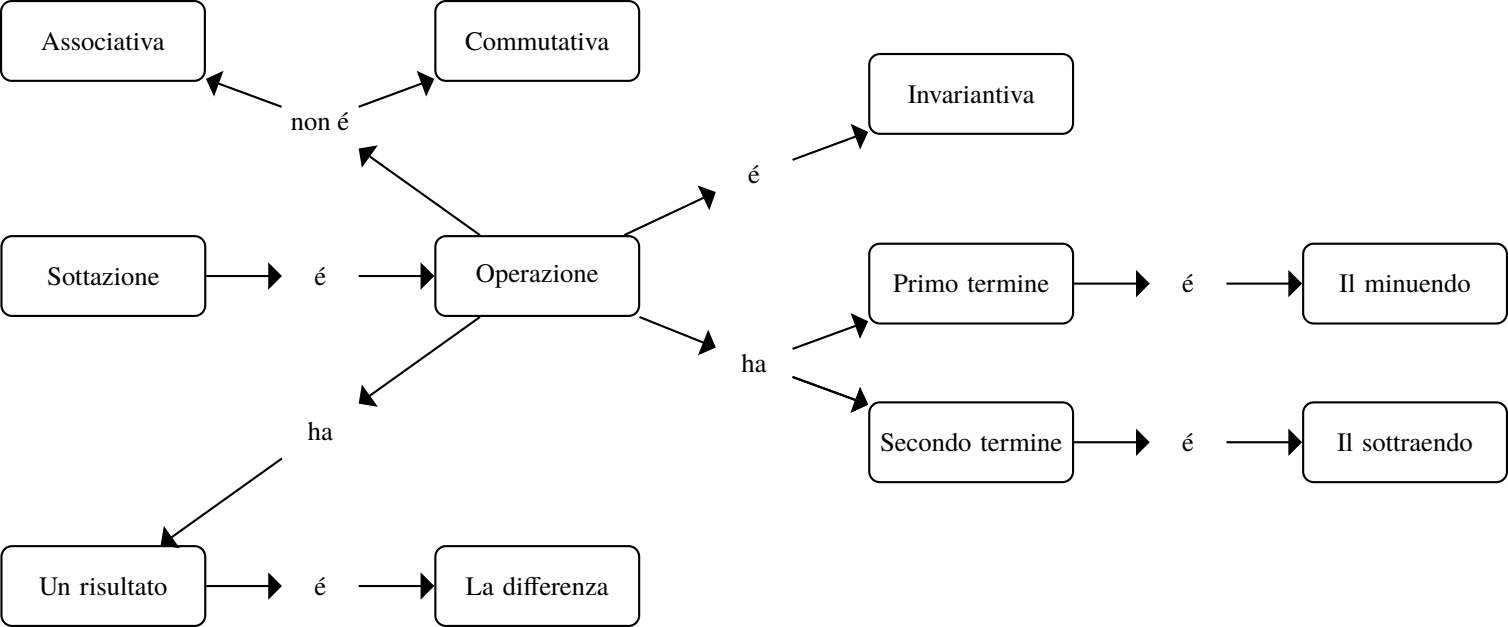 Associativa
Commutativa
non é
Invariantiva
é
Sottazione
é
Operazione
Primo termine
é
Il minuendo
ha
Secondo termine
é
Il sottraendo
ha
Un risultato
é
La differenza